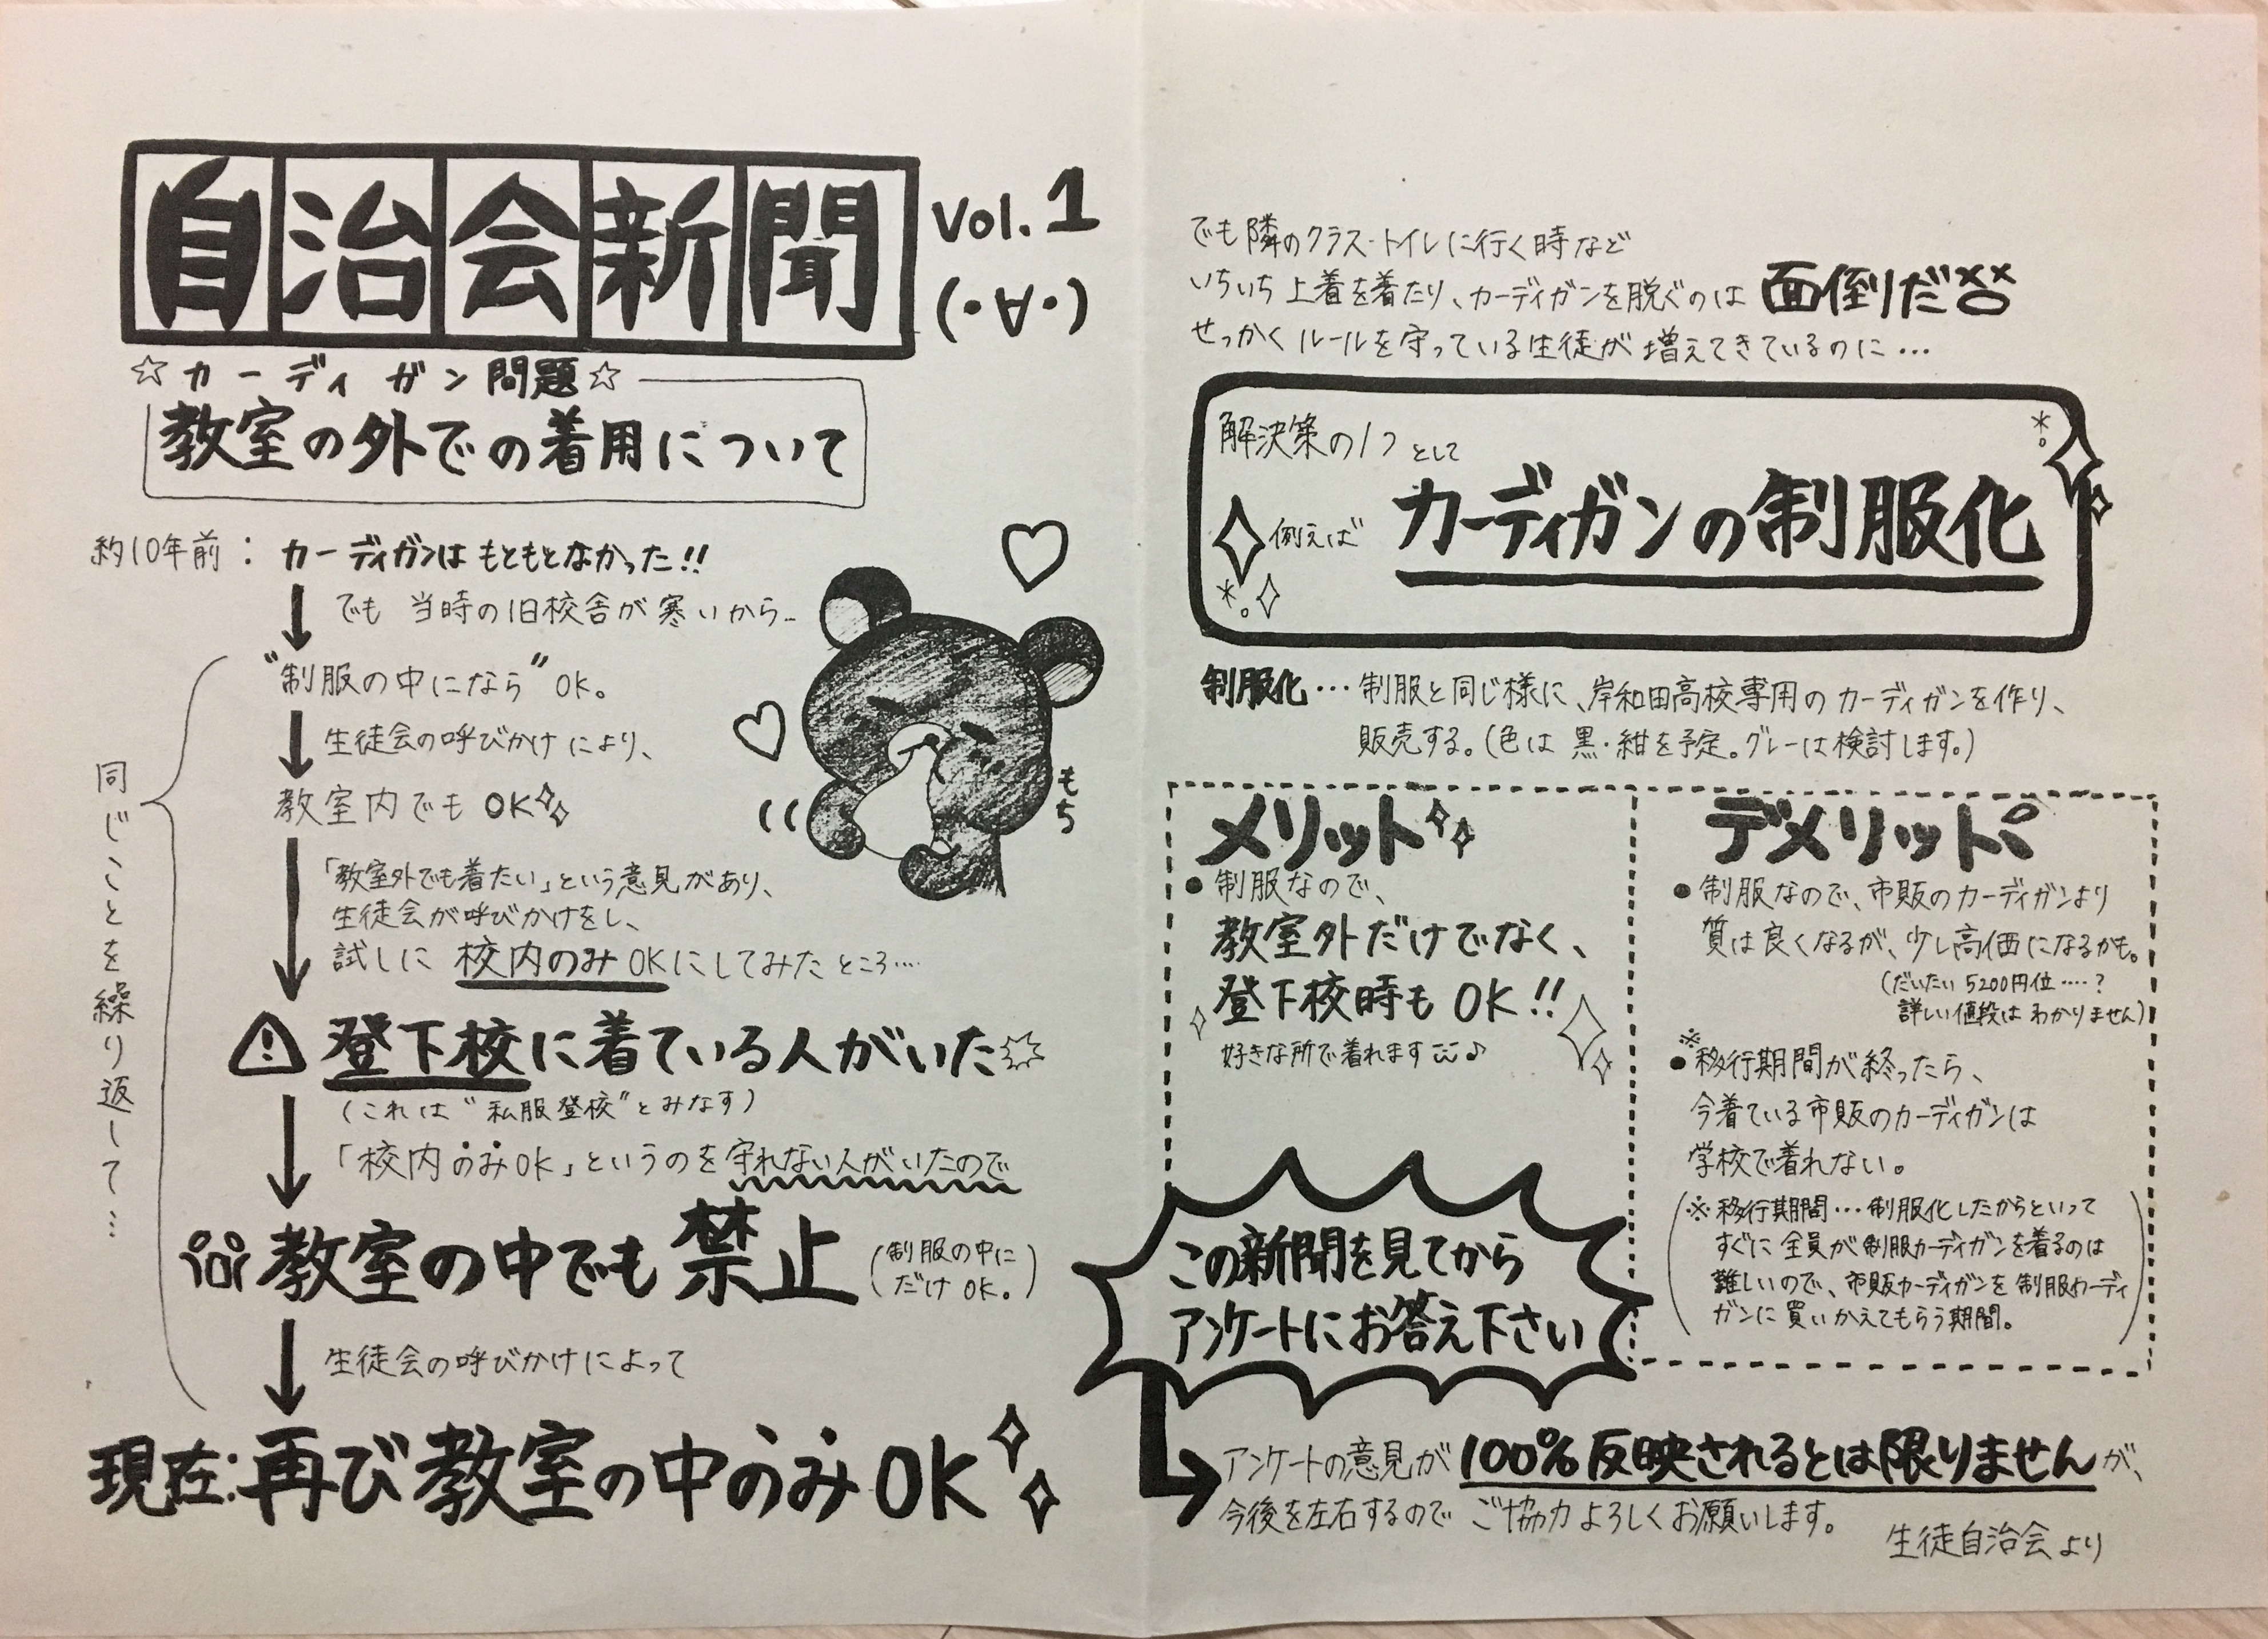 自治会新聞 Vol.1
(・∀・)
☆カーディガン問題☆
教室の外での着用について
約10年前：カーディガンはもともとなかった!!
でも 当時の旧校舎が寒いから…
"制服の中になら"OK。
生徒会の呼びかけにより、
教室内でもOK
「教室外でも着たい」という意見があり、
生徒会が呼びかけをし、
試しに 校内のみOKにしてみたところ…
登下校に着ている人がいた
(これは"私服登校"とみなす)
「校内のみOK」というのを守れない人がいたので
教室の中でも禁止 (制服の中に
だけOK。)
生徒会の呼びかけによって
現在:再び教室の中のみOK
同じことを繰り返して…
もち
でも隣のクラス・トイレに行く時など
いちいち上着を着たり、カーディガンを脱ぐのは 面倒だ
せっかくルールを守っている生徒が増えてきているのに…
解決策の1つとして
例えば カーディガンの制服化
制服化…制服と同じ様に、岸和田高校専用のカーディガンを作り、
販売する。(色は黒・紺を予定。グレーは検討します。)
メリット
●制服なので、
教室外だけでなく、
登下校時もOK!!
好きな所で着れます♪
デメリット
●制服なので、市販のカーディガンより
質は良くなるが、少し高価になるかも。
(だいたい5200円位……?
詳しい値段はわかりません)
●※移行期間が終ったら、
今着ている市販のカーディガンは
学校で着れない。
(※移行期間…制服化したからといって
すぐに全員が制服カーディガンを着るのは
難しいので、市販カーディガンを制服カーディ
ガンに買いかえてもらう期間。)
この新聞を見てから
アンケートにお答え下さい
アンケートの意見が100%反映されるとは限りませんが、
今後を左右するのでご協力よろしくお願いします。
生徒自治会より